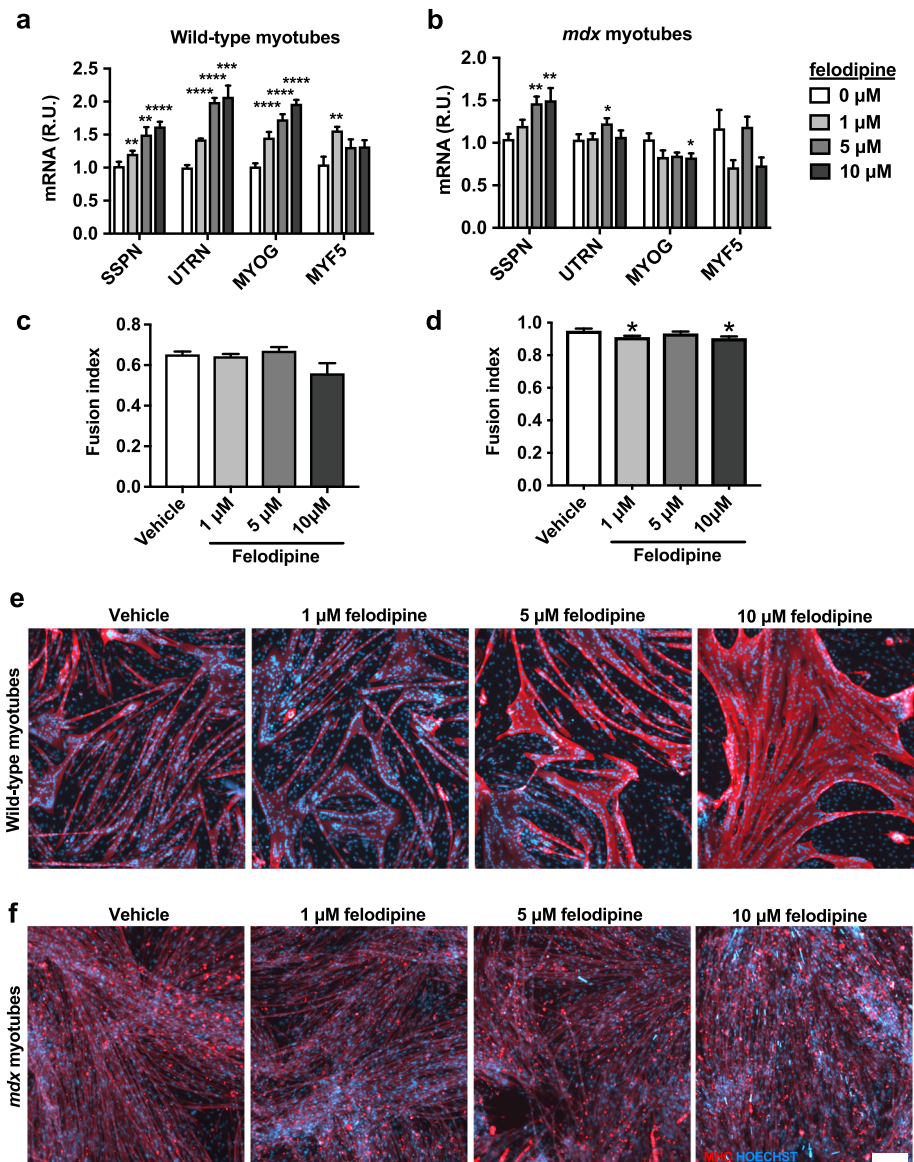 a
Wild-type myotubes
mRNA (R.U.)
2.5
2.0
1.5
1.0
0.5
0.0
** ** **** **** **** *** **** **** **** **
SSPN
UTRN
MYOG
MYF5
b
mdx myotubes
mRNA (R.U.)
2.0
1.5
1.0
0.5
0.0
** ** * *
SSPN
UTRN
MYOG
MYF5
felodipine
0 µM
1 µM
5 µM
10 µM
c
Fusion index
0.8
0.6
0.4
0.2
0.0
Vehicle
1 µM
5 µM
10µM
Felodipine
d
Fusion index
1.0
0.8
0.6
0.4
0.2
0.0
* *
Vehicle
1 µM
5 µM
10µM
Felodipine
e
Vehicle
1 µM felodipine
5 µM felodipine
10 µM felodipine
Wild-type myotubes
f
Vehicle
1 µM felodipine
5 µM felodipine
10 µM felodipine
mdx myotubes
MHC HOECHST